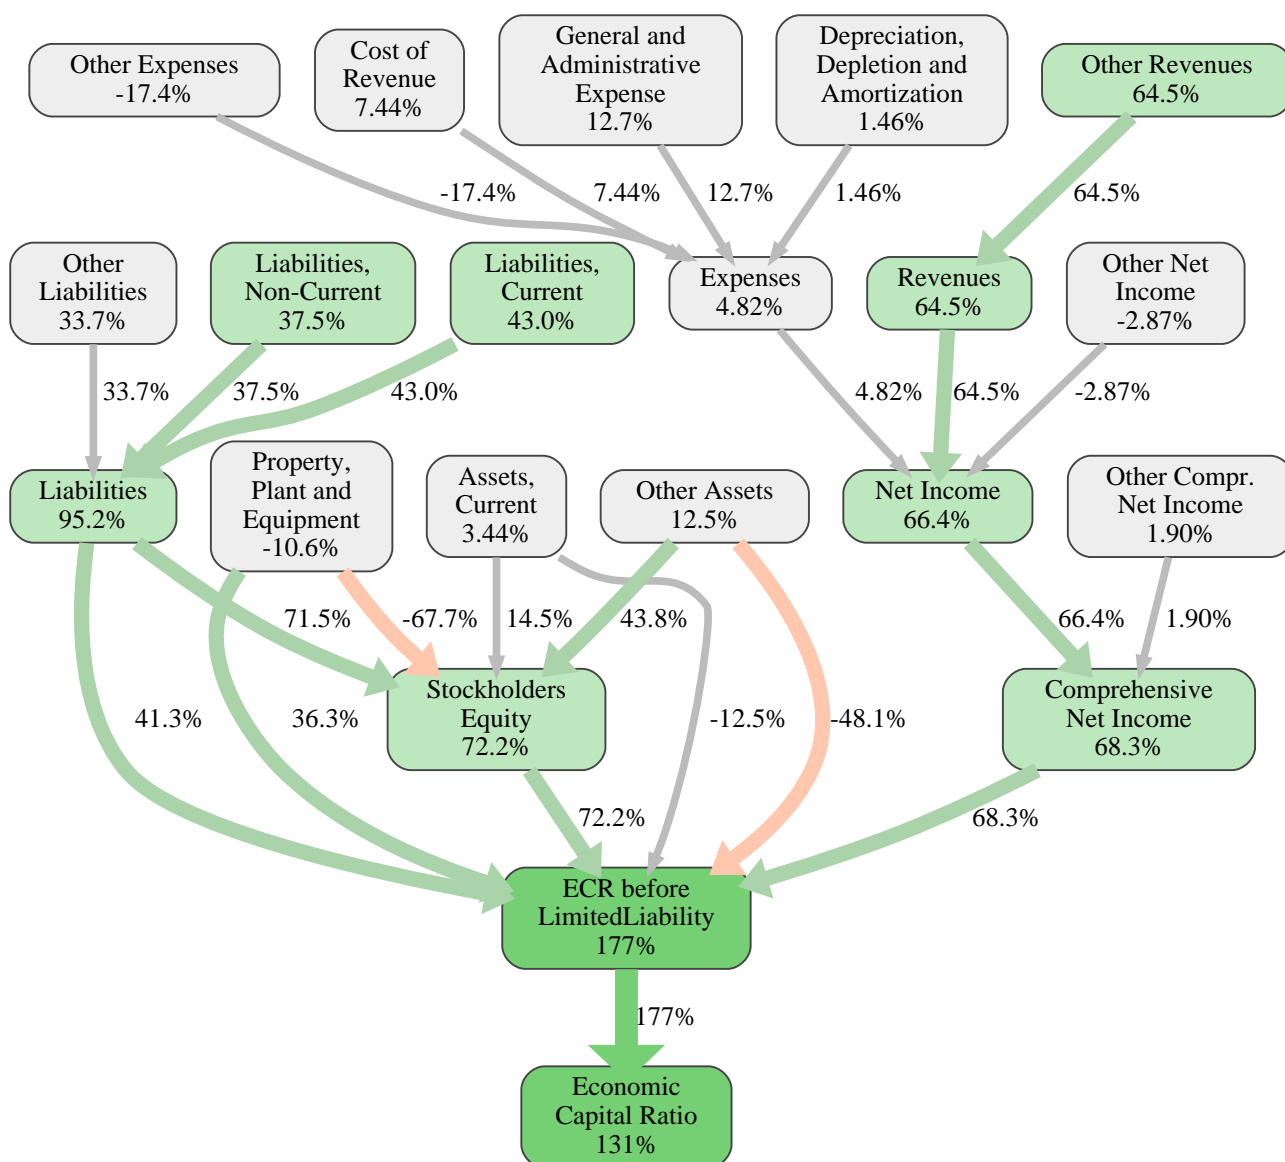 Other Expenses
-17.4%
Cost of
Revenue
7.44%
General and
Administrative
Expense
12.7%
Depreciation,
Depletion and
Amortization
1.46%
Other Revenues
64.5%
-17.4%
7.44%
12.7%
1.46%
64.5%
Other
Liabilities
33.7%
Liabilities,
Non-Current
37.5%
Liabilities,
Current
43.0%
Expenses
4.82%
Revenues
64.5%
Other Net
Income
-2.87%
33.7%
37.5%
43.0%
4.82%
64.5%
-2.87%
Liabilities
95.2%
Property,
Plant and
Equipment
-10.6%
Assets,
Current
3.44%
Other Assets
12.5%
Net Income
66.4%
Other Compr.
Net Income
1.90%
71.5%
-67.7%
14.5%
43.8%
66.4%
1.90%
Stockholders
Equity
72.2%
Comprehensive
Net Income
68.3%
41.3%
36.3%
-12.5%
-48.1%
72.2%
68.3%
ECR before
LimitedLiability
177%
177%
Economic
Capital Ratio
131%